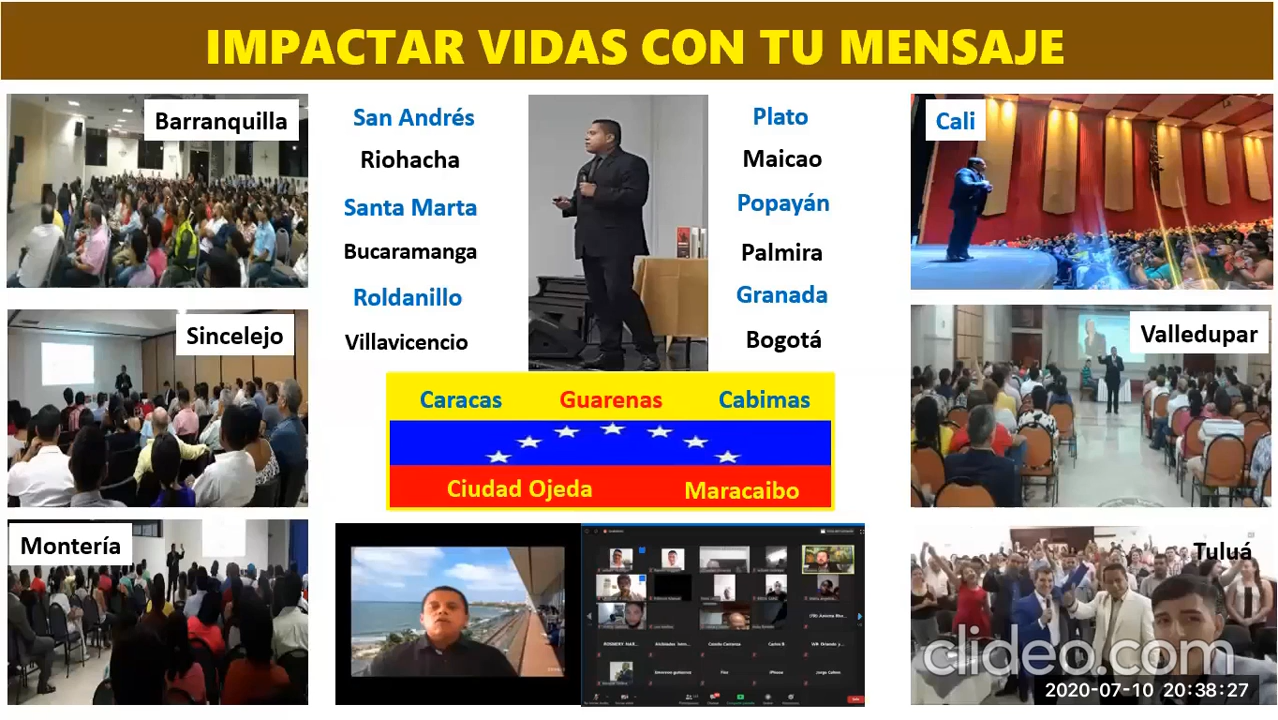 IMPACTAR VIDAS CON TU MENSAJE
Barranquilla
San Andrés
Riohacha
Santa Marta
Bucaramanga
Roldanillo
Villavicencio
Plato
Maicao
Popayán
Palmira
Granada
Bogotá
Cali
Sincelejo
Valledupar
Caracas Guarenas Cabimas
Ciudad Ojeda Maracaibo
Montería
Tuluá
clideo.com
2020-07-10 20:38:27